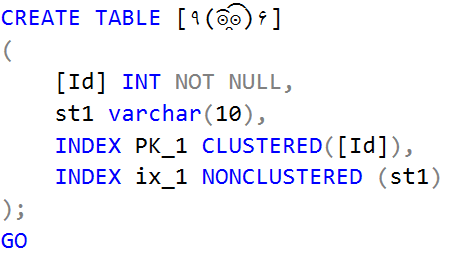 CREATE TABLE [٩(͡๏̯͡๏)۶]
(
    [Id] INT NOT NULL,
    st1 varchar(10),
    INDEX PK_1 CLUSTERED([Id]),
    INDEX ix_1 NONCLUSTERED (st1)
);
GO